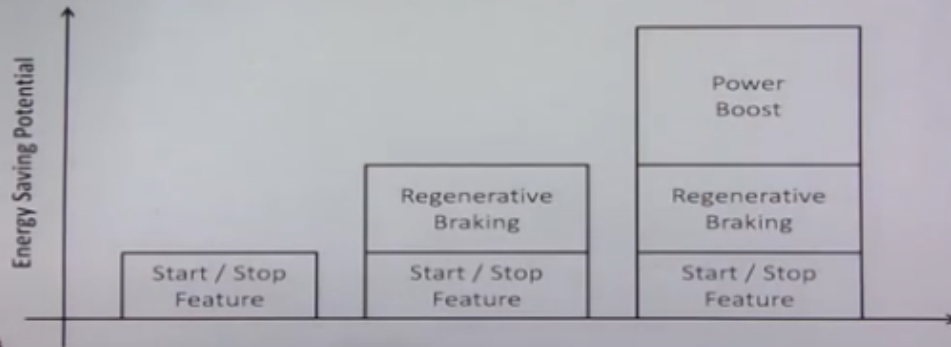 Energy Saving Potential
Start / Stop
Feature
Regenerative
Braking
Start / Stop
Feature
Power
Boost
Regenerative
Braking
Start / Stop
Feature